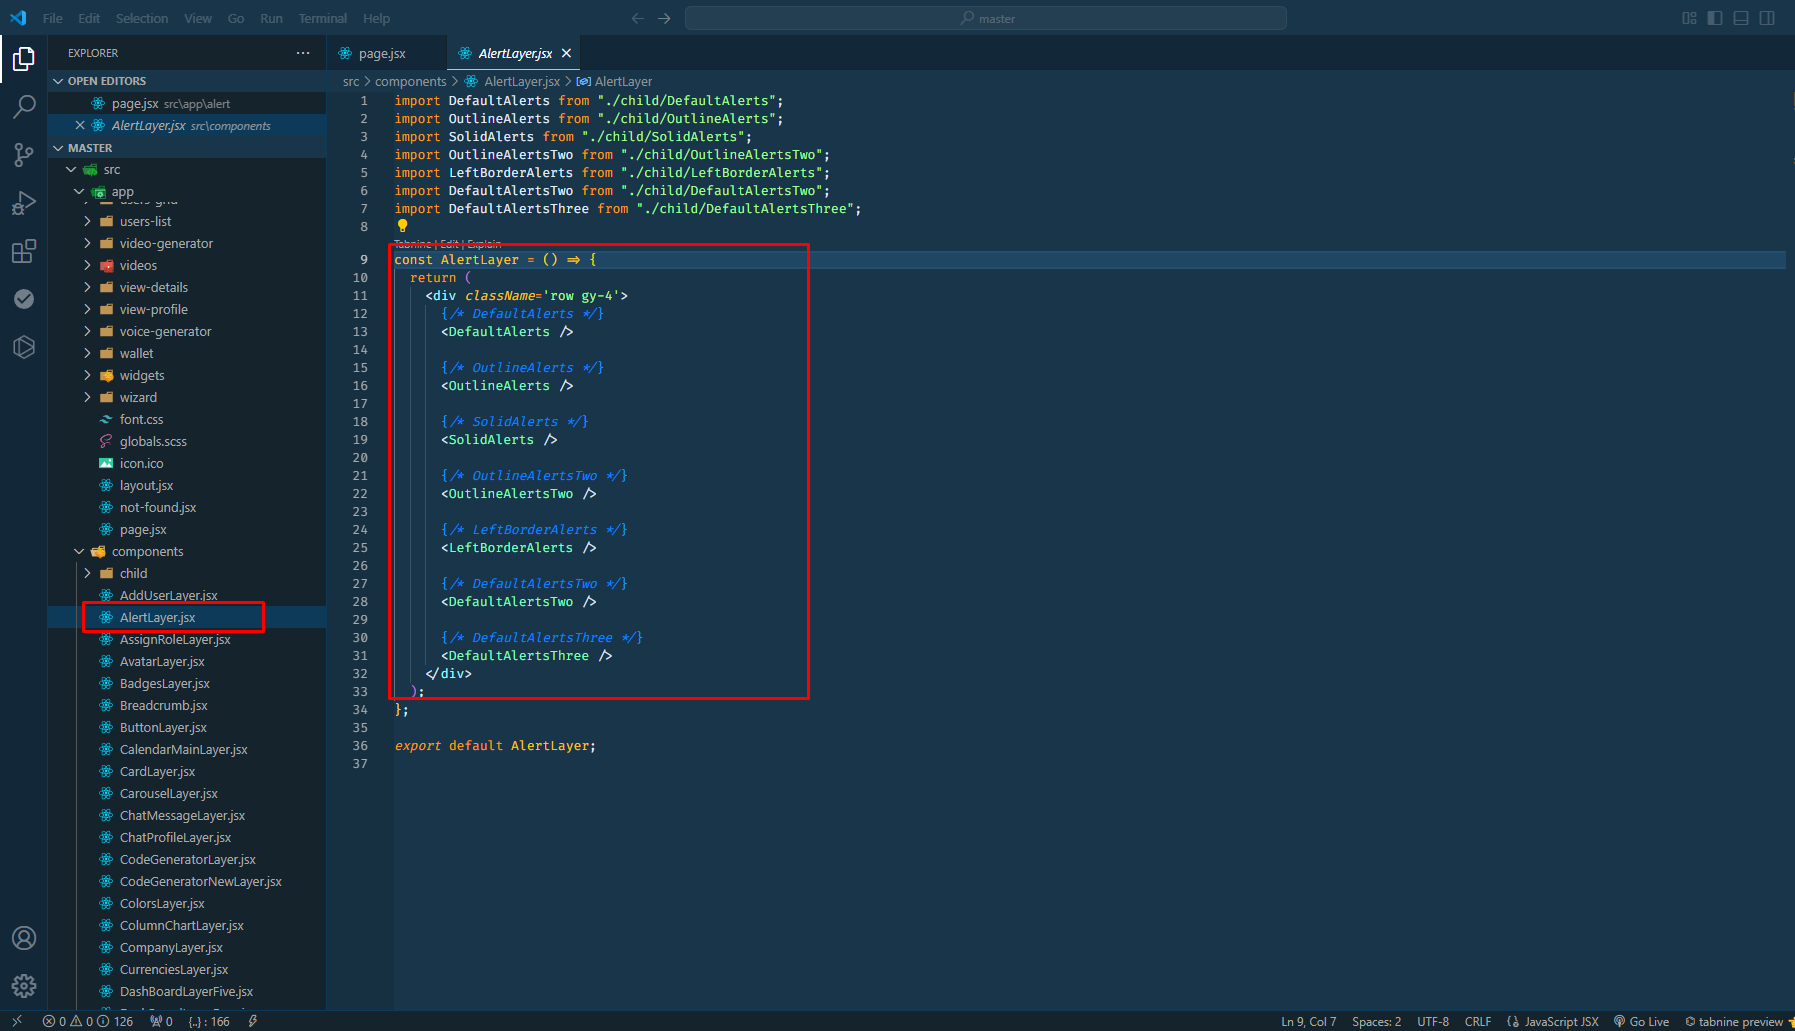 File Edit Selection View Go Run Terminal Help
master
EXPLORER
OPEN EDITORS
page.jsx src\app\alert
AlertLayer.jsx src\components
MASTER
src
app
users-grid
users-list
video-generator
videos
view-details
view-profile
voice-generator
wallet
widgets
wizard
font.css
globals.scss
icon.ico
layout.jsx
not-found.jsx
page.jsx
components
child
AddUserLayer.jsx
AlertLayer.jsx
AssignRoleLayer.jsx
AvatarLayer.jsx
BadgesLayer.jsx
Breadcrumb.jsx
ButtonLayer.jsx
CalendarMainLayer.jsx
CardLayer.jsx
CarouselLayer.jsx
ChatMessageLayer.jsx
ChatProfileLayer.jsx
CodeGeneratorLayer.jsx
CodeGeneratorNewLayer.jsx
ColorsLayer.jsx
ColumnChartLayer.jsx
CompanyLayer.jsx
CurrenciesLayer.jsx
DashBoardLayerFive.jsx
page.jsx
AlertLayer.jsx
src > components > AlertLayer.jsx > AlertLayer
1 import DefaultAlerts from "./child/DefaultAlerts";
2 import OutlineAlerts from "./child/OutlineAlerts";
3 import SolidAlerts from "./child/SolidAlerts";
4 import OutlineAlertsTwo from "./child/OutlineAlertsTwo";
5 import LeftBorderAlerts from "./child/LeftBorderAlerts";
6 import DefaultAlertsTwo from "./child/DefaultAlertsTwo";
7 import DefaultAlertsThree from "./child/DefaultAlertsThree";
8
Tabnine | Edit | Explain
9 const AlertLayer = () => {
10 return (
11 <div className='row gy-4'>
12 {/* DefaultAlerts */}
13 <DefaultAlerts />
14
15 {/* OutlineAlerts */}
16 <OutlineAlerts />
17
18 {/* SolidAlerts */}
19 <SolidAlerts />
20
21 {/* OutlineAlertsTwo */}
22 <OutlineAlertsTwo />
23
24 {/* LeftBorderAlerts */}
25 <LeftBorderAlerts />
26
27 {/* DefaultAlertsTwo */}
28 <DefaultAlertsTwo />
29
30 {/* DefaultAlertsThree */}
31 <DefaultAlertsThree />
32 </div>
33 );
34 };
35
36 export default AlertLayer;
37
0 0 126 0 {..} : 166 Ln 9, Col 7 Spaces: 2 UTF-8 CRLF JavaScript JSX Go Live tabnine preview